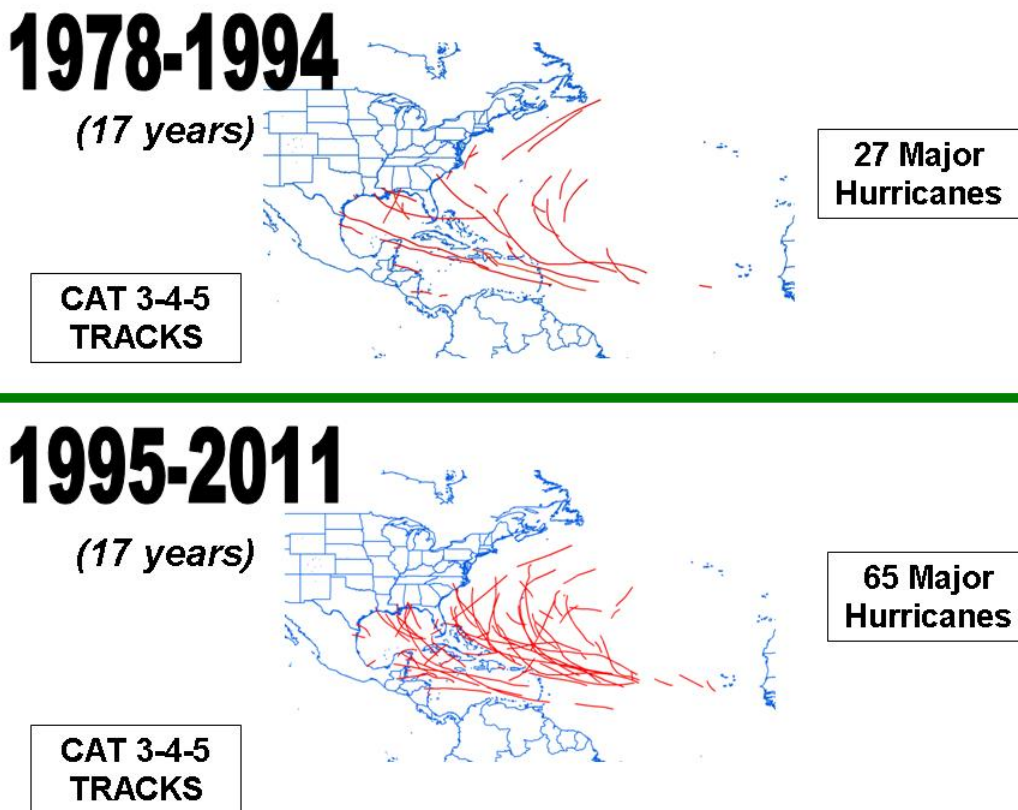 1978-1994
(17 years)
27 Major
Hurricanes
CAT 3-4-5
TRACKS
1995-2011
(17 years)
65 Major
Hurricanes
CAT 3-4-5
TRACKS